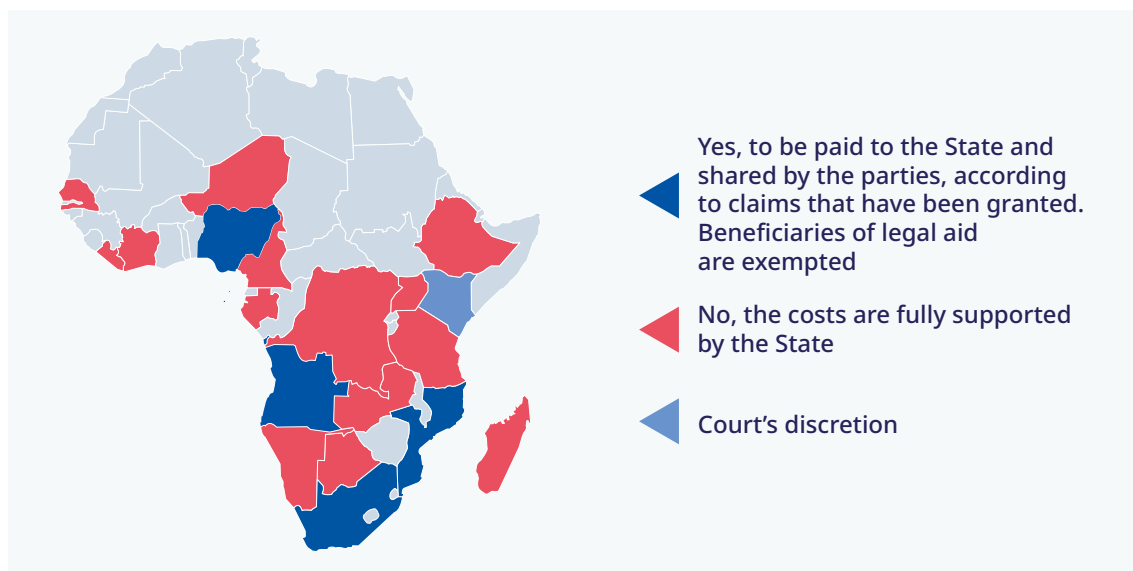 Yes, to be paid to the State and
shared by the parties, according
to claims that have been granted.
Beneficiaries of legal aid
are exempted
No, the costs are fully supported
by the State
Court’s discretion